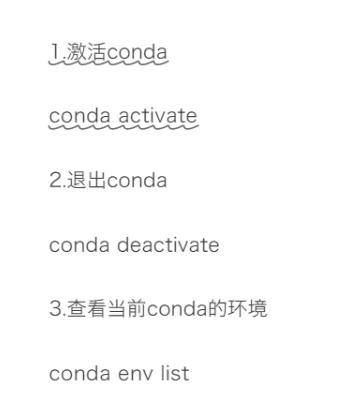 1.激活conda
conda activate
2.退出conda
conda deactivate
3.查看当前conda的环境
conda env list